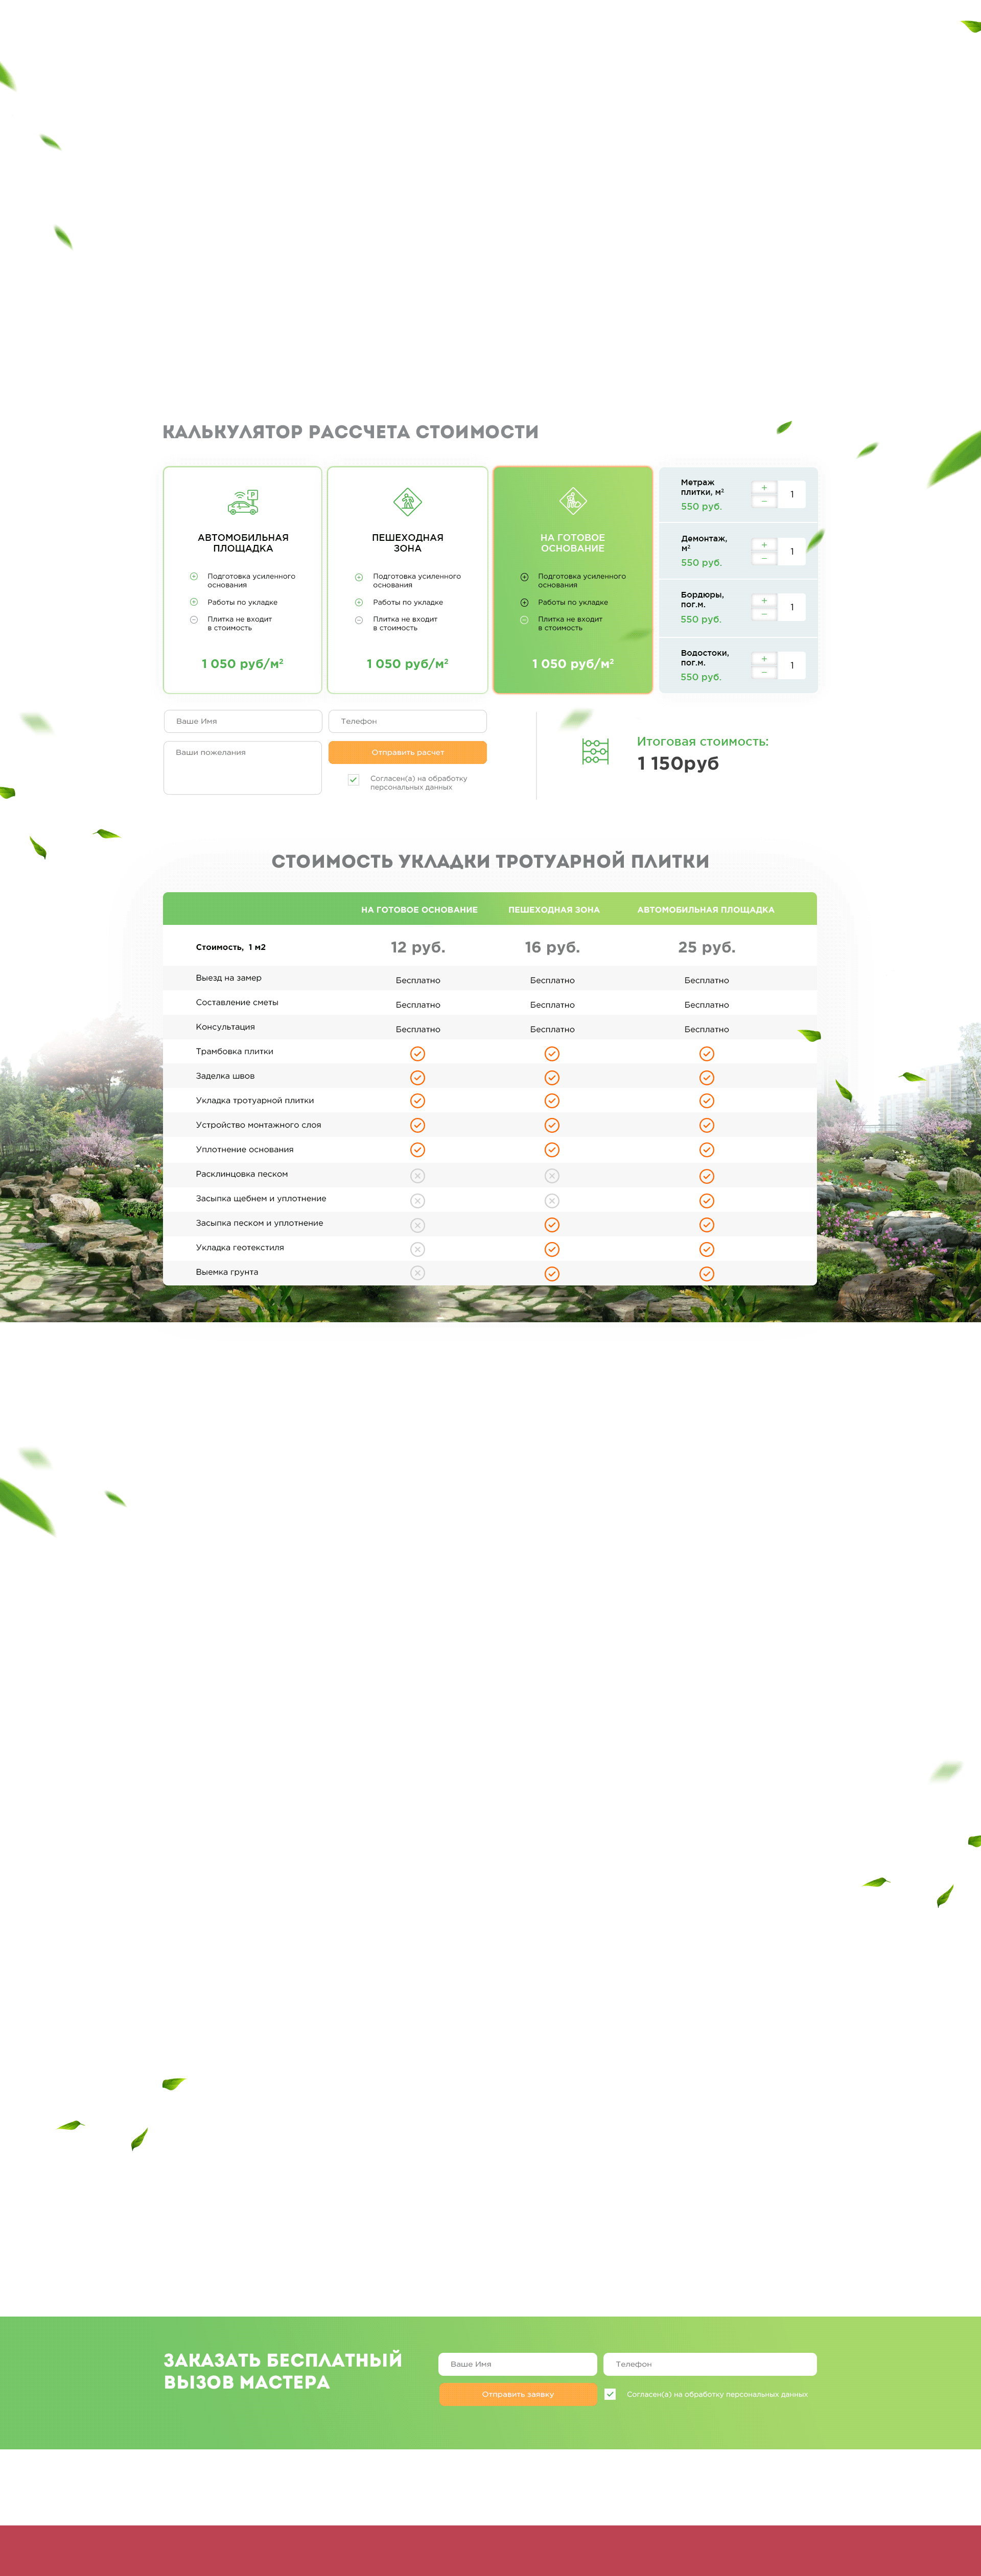 КАЛЬКУЛЯТОР РАССЧЕТА СТОИМОСТИ
P
АВТОМОБИЛЬНАЯ
ПЛОЩАДКА
Подготовка усиленного
основания
Работы по укладке
Плитка не входит
в стоимость
1 050 руб/м²
ПЕШЕХОДНАЯ
ЗОНА
Подготовка усиленного
основания
Работы по укладке
Плитка не входит
в стоимость
1 050 руб/м²
НА ГОТОВОЕ
ОСНОВАНИЕ
Подготовка усиленного
основания
Работы по укладке
Плитка не входит
в стоимость
1 050 руб/м²
Метраж
плитки, м²
550 руб.
+
−
1
Демонтаж,
м²
550 руб.
+
−
1
Бордюры,
пог.м.
550 руб.
+
−
1
Водостоки,
пог.м.
550 руб.
+
−
1
Ваше Имя
Телефон
Ваши пожелания
Отправить расчет
Согласен(а) на обработку
персональных данных
Итоговая стоимость:
1 150руб
СТОИМОСТЬ УКЛАДКИ ТРОТУАРНОЙ ПЛИТКИ
НА ГОТОВОЕ ОСНОВАНИЕ ПЕШЕХОДНАЯ ЗОНА АВТОМОБИЛЬНАЯ ПЛОЩАДКА
Стоимость, 1 м2 12 руб. 16 руб. 25 руб.
Выезд на замер Бесплатно Бесплатно Бесплатно
Составление сметы Бесплатно Бесплатно Бесплатно
Консультация Бесплатно Бесплатно Бесплатно
Трамбовка плитки
Заделка швов
Укладка тротуарной плитки
Устройство монтажного слоя
Уплотнение основания
Расклинцовка песком
Засыпка щебнем и уплотнение
Засыпка песком и уплотнение
Укладка геотекстиля
Выемка грунта
ЗАКАЗАТЬ БЕСПЛАТНЫЙ
ВЫЗОВ МАСТЕРА
Ваше Имя
Телефон
Отправить заявку
Согласен(а) на обработку персональных данных